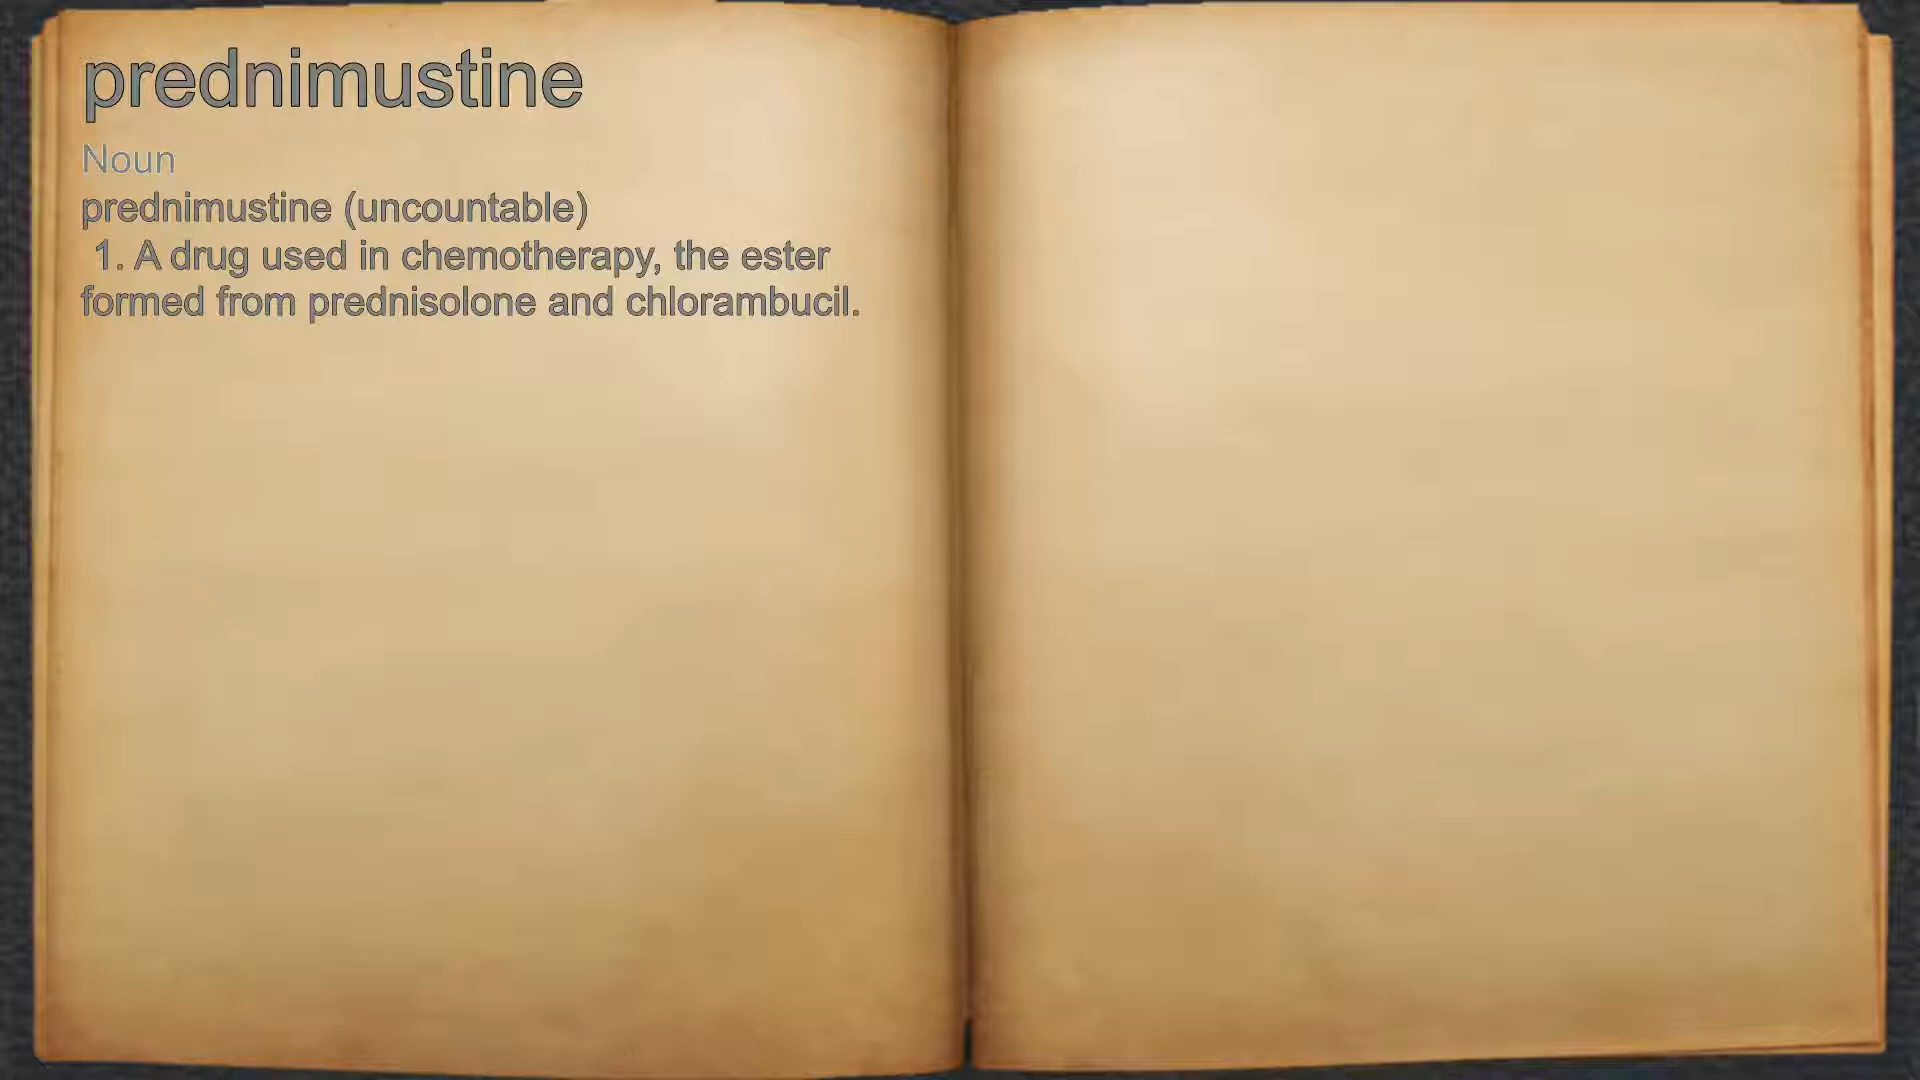 prednimustine
Noun
prednimustine (uncountable)
1. A drug used in chemotherapy, the ester
formed from prednisolone and chlorambucil.